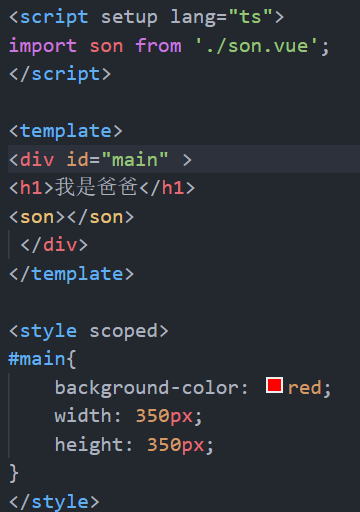 <script setup lang="ts">
import son from './son.vue';
</script>
<template>
<div id="main" >
<h1>我是爸爸</h1>
<son></son>
</div>
</template>
<style scoped>
#main{
background-color: red;
width: 350px;
height: 350px;
}
</style>